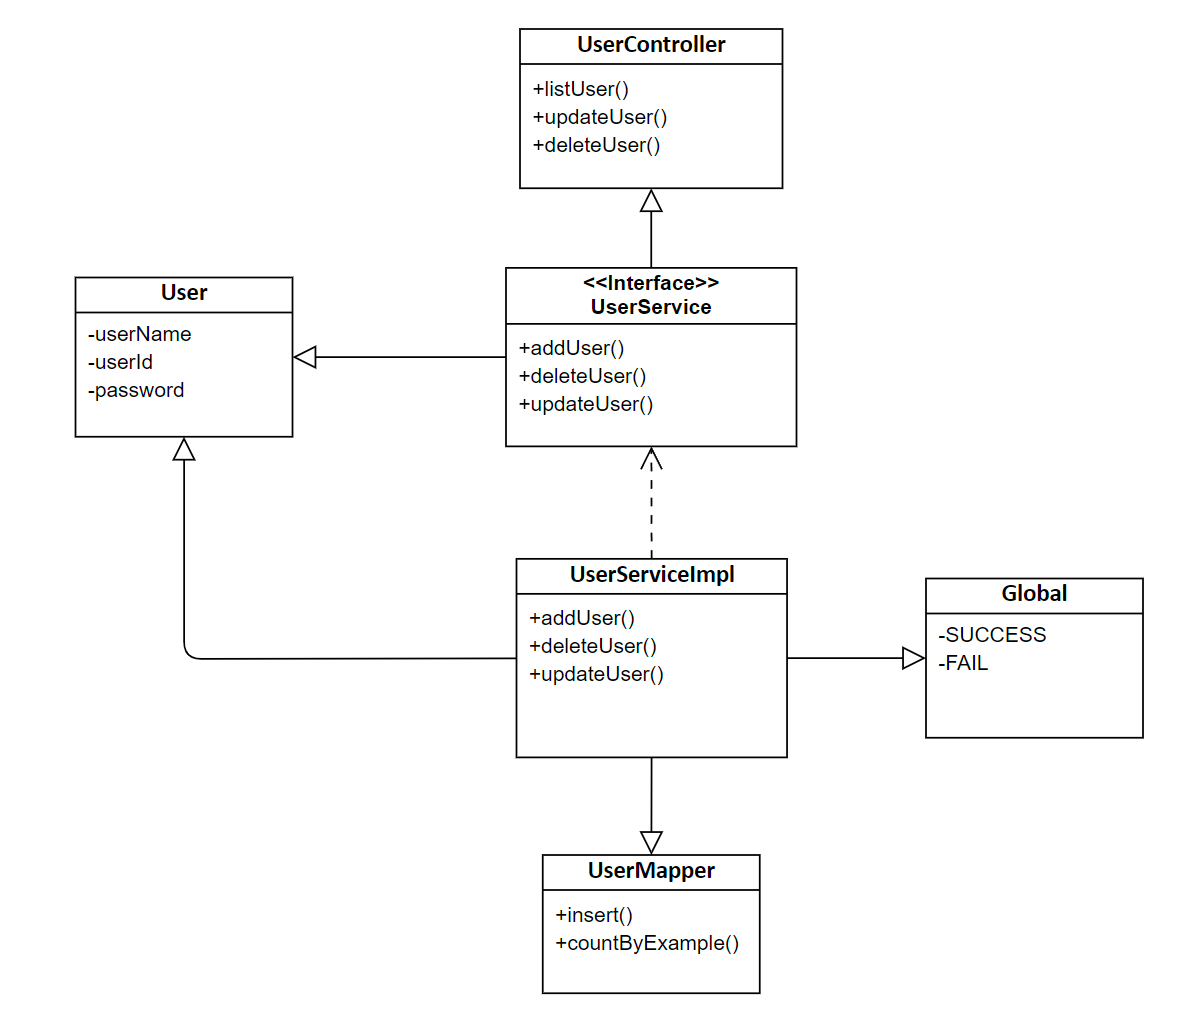 UserController
+listUser()
+updateUser()
+deleteUser()
User
-userName
-userId
-password
<<Interface>>
UserService
+addUser()
+deleteUser()
+updateUser()
UserServiceImpl
+addUser()
+deleteUser()
+updateUser()
Global
-SUCCESS
-FAIL
UserMapper
+insert()
+countByExample()